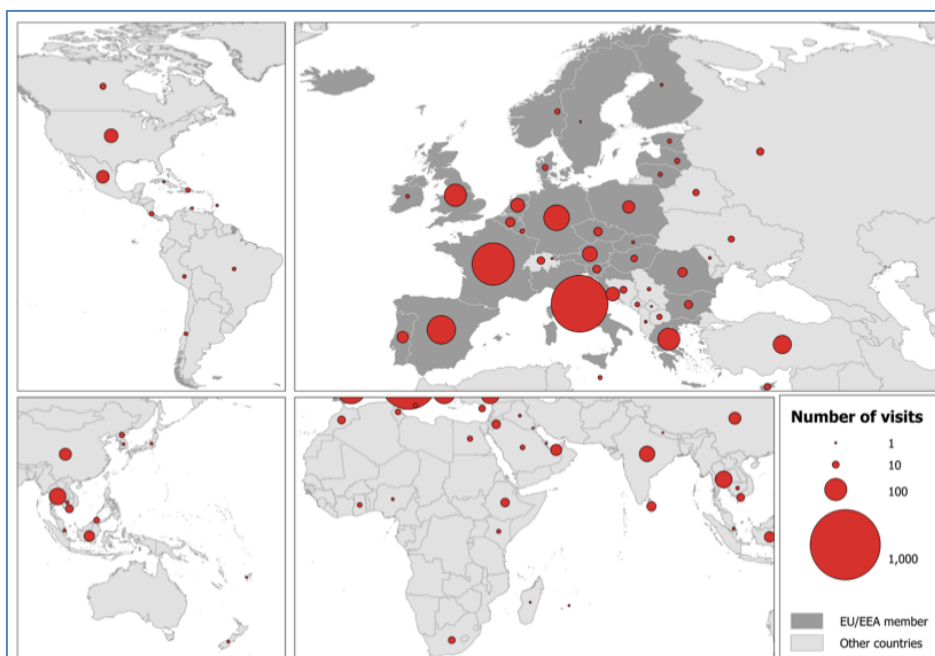 Number of visits
1
10
100
1,000
EU/EEA member
Other countries